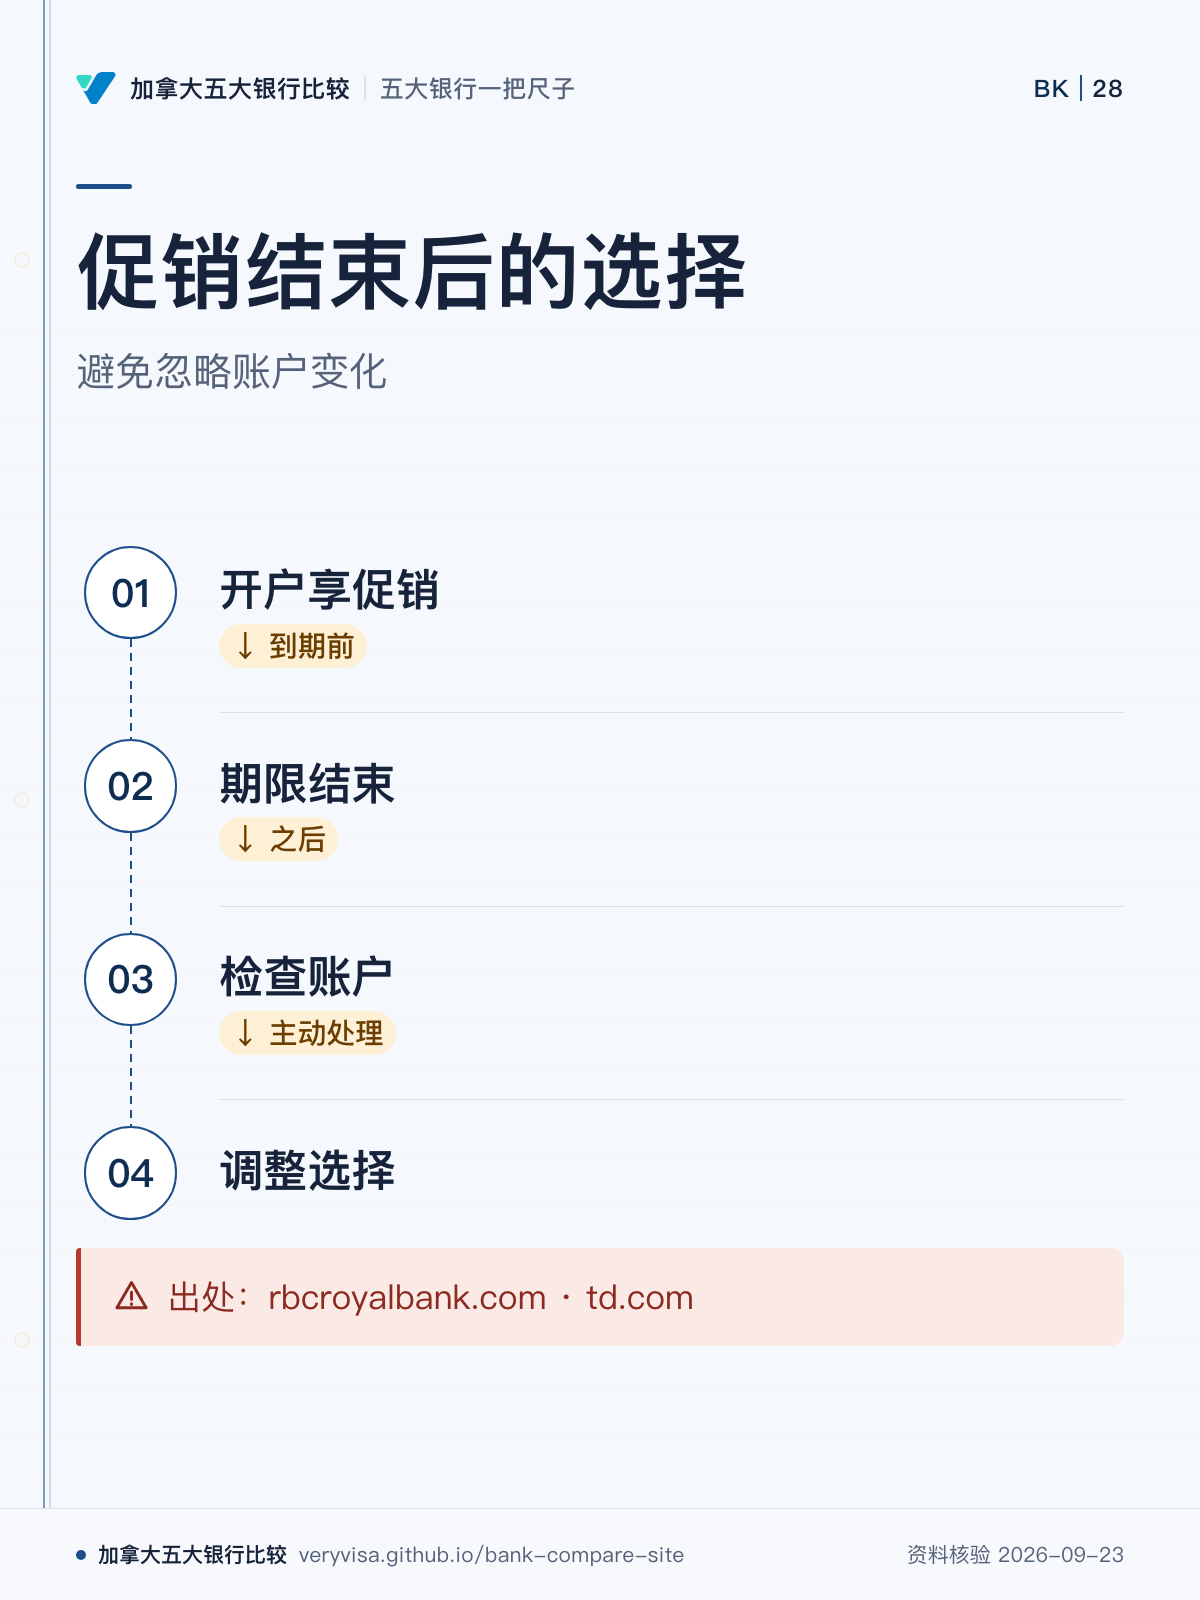 加拿大五大银行比较 五大银行一把尺子 BK 28
促销结束后的选择
避免忽略账户变化
01 开户享促销
↓ 到期前
02 期限结束
↓ 之后
03 检查账户
↓ 主动处理
04 调整选择
出处：rbcroyalbank.com · td.com
加拿大五大银行比较 veryvisa.github.io/bank-compare-site 资料核验 2026-09-23